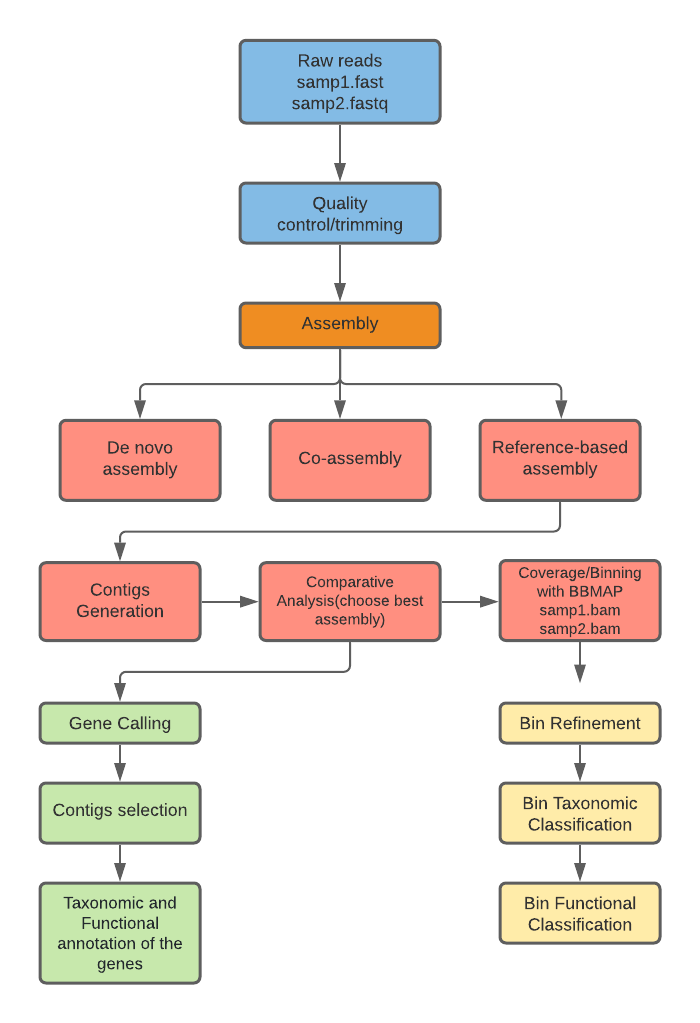 Raw reads
samp1.fast
samp2.fastq
Quality
control/trimming
Assembly
De novo
assembly
Co-assembly
Reference-based
assembly
Contigs
Generation
Comparative
Analysis(choose best
assembly)
Coverage/Binning
with BBMAP
samp1.bam
samp2.bam
Gene Calling
Bin Refinement
Contigs selection
Bin Taxonomic
Classification
Taxonomic and
Functional
annotation of the
genes
Bin Functional
Classification